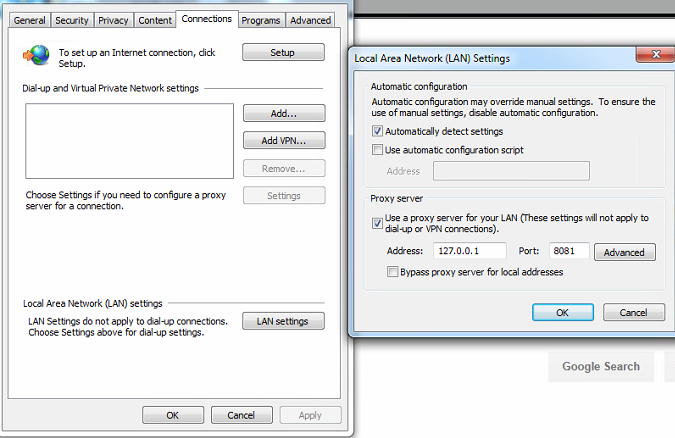 General Security Privacy Content Connections Programs Advanced
To set up an Internet connection, click
Setup.
Setup
Dial-up and Virtual Private Network settings
Add...
Add VPN...
Remove...
Choose Settings if you need to configure a proxy
server for a connection.
Settings
Local Area Network (LAN) settings
LAN Settings do not apply to dial-up connections.
Choose Settings above for dial-up settings.
LAN settings
OK Cancel Apply
Local Area Network (LAN) Settings
Automatic configuration
Automatic configuration may override manual settings. To ensure the
use of manual settings, disable automatic configuration.
Automatically detect settings
Use automatic configuration script
Address
Proxy server
Use a proxy server for your LAN (These settings will not apply to
dial-up or VPN connections).
Address: 127.0.0.1 Port: 8081 Advanced
Bypass proxy server for local addresses
OK Cancel
Google Search